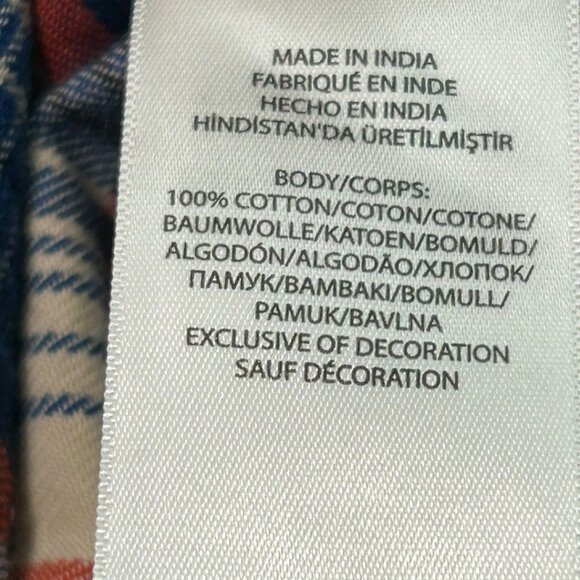 MADE IN INDIA
FABRIQUÉ EN INDE
HECHO EN INDIA
HİNDİSTAN'DA ÜRETİLMİŞTİR
BODY/CORPS:
100% COTTON/COTON/COTONE/
BAUMWOLLE/KATOEN/BOMULD/
ALGODÓN/ALGODÃO/ХЛОПОК/
ПАМУК/BAMBAKI/BOMULL/
PAMUK/BAVLNA
EXCLUSIVE OF DECORATION
SAUF DÉCORATION